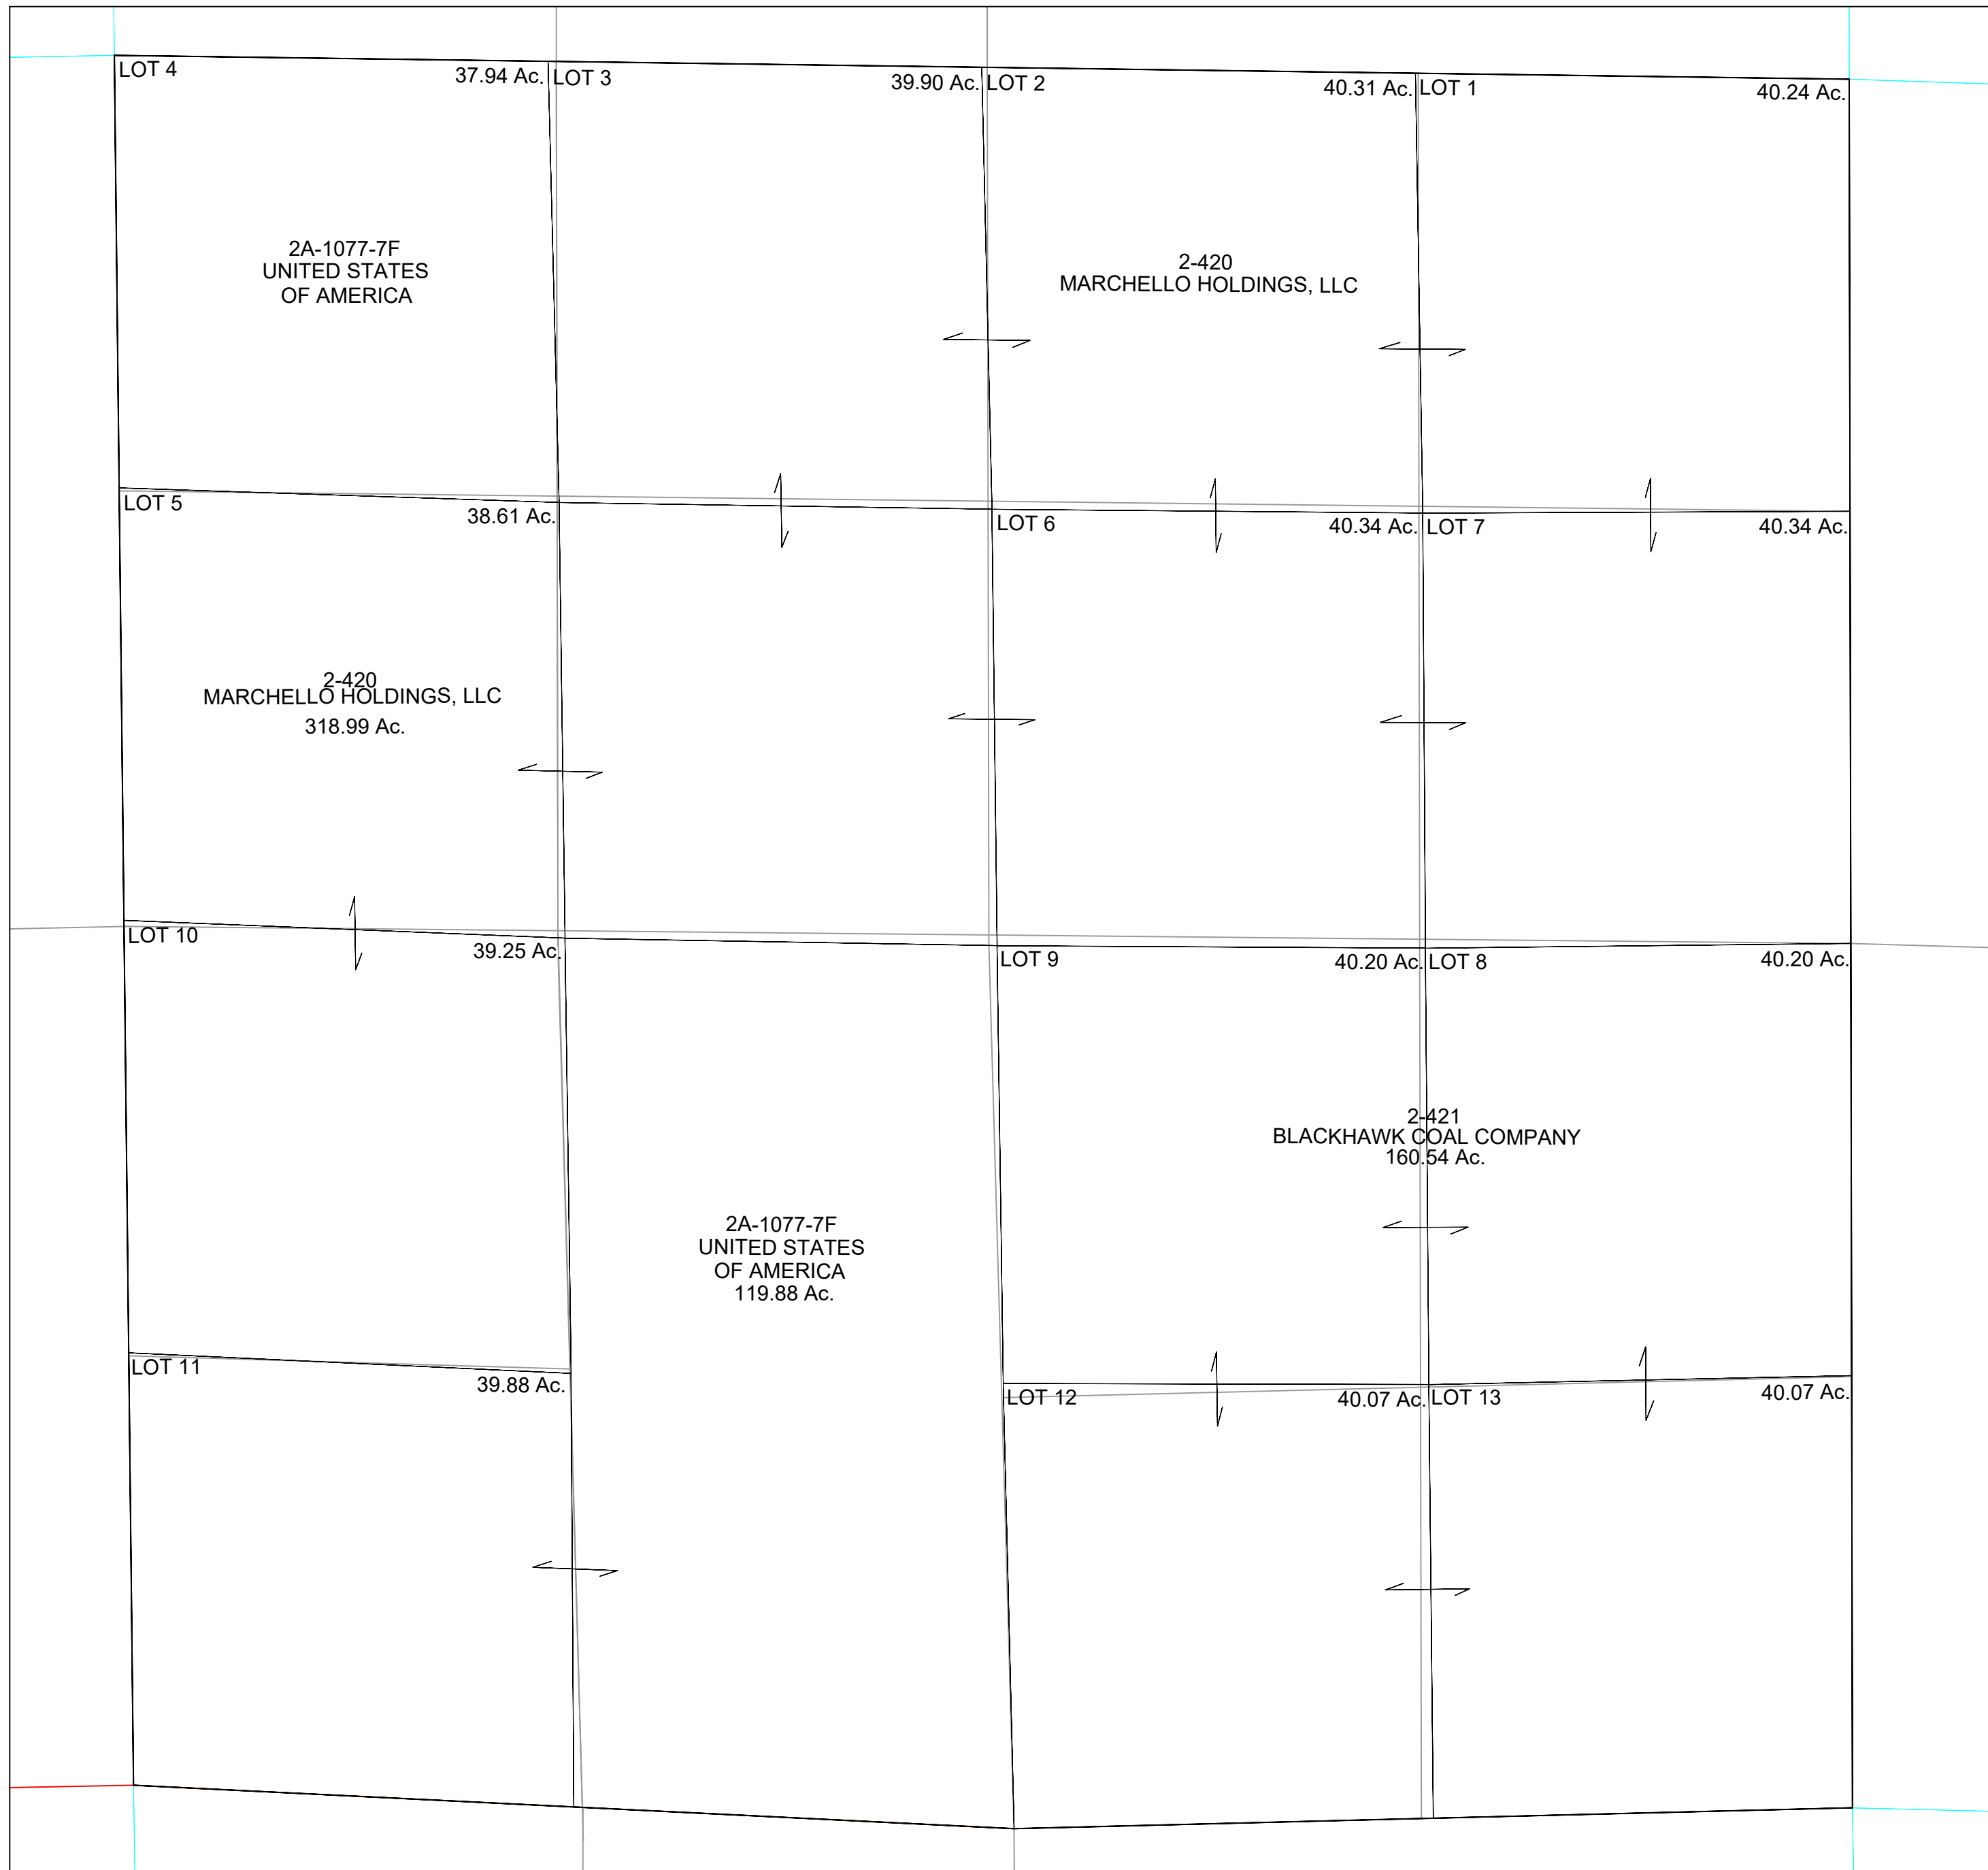 LOT 4
37.94 Ac.
LOT 3
39.90 Ac.
LOT 2
40.31 Ac.
LOT 1
40.24 Ac.
2A-1077-7F
UNITED STATES
OF AMERICA
2-420
MARCHELLO HOLDINGS, LLC
LOT 5
38.61 Ac.
LOT 6
40.34 Ac.
LOT 7
40.34 Ac.
2-420
MARCHELLO HOLDINGS, LLC
318.99 Ac.
LOT 10
39.25 Ac.
LOT 9
40.20 Ac.
LOT 8
40.20 Ac.
2-421
BLACKHAWK COAL COMPANY
160.54 Ac.
2A-1077-7F
UNITED STATES
OF AMERICA
119.88 Ac.
LOT 11
39.88 Ac.
LOT 12
40.07 Ac.
LOT 13
40.07 Ac.